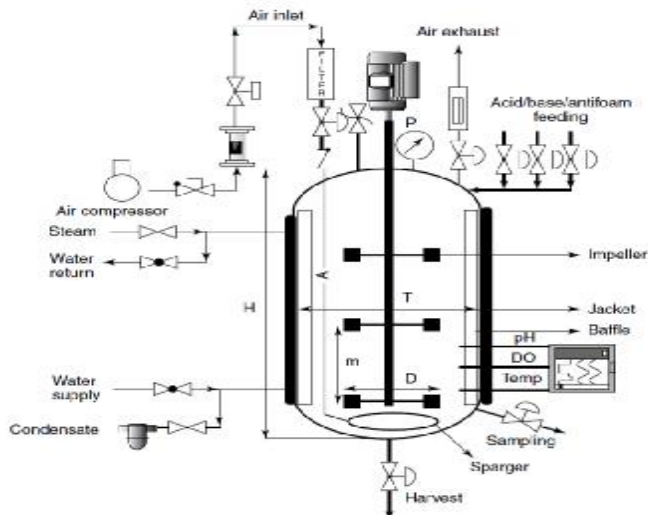 Air inlet
Air exhaust
FILTER
P
Acid/base/antifoam
feeding
Air compressor
Steam
Water
return
Impeller
A
H
T
Jacket
Baffle
pH
m
DO
D
Temp
Water
supply
Condensate
Sampling
Sparger
Harvest